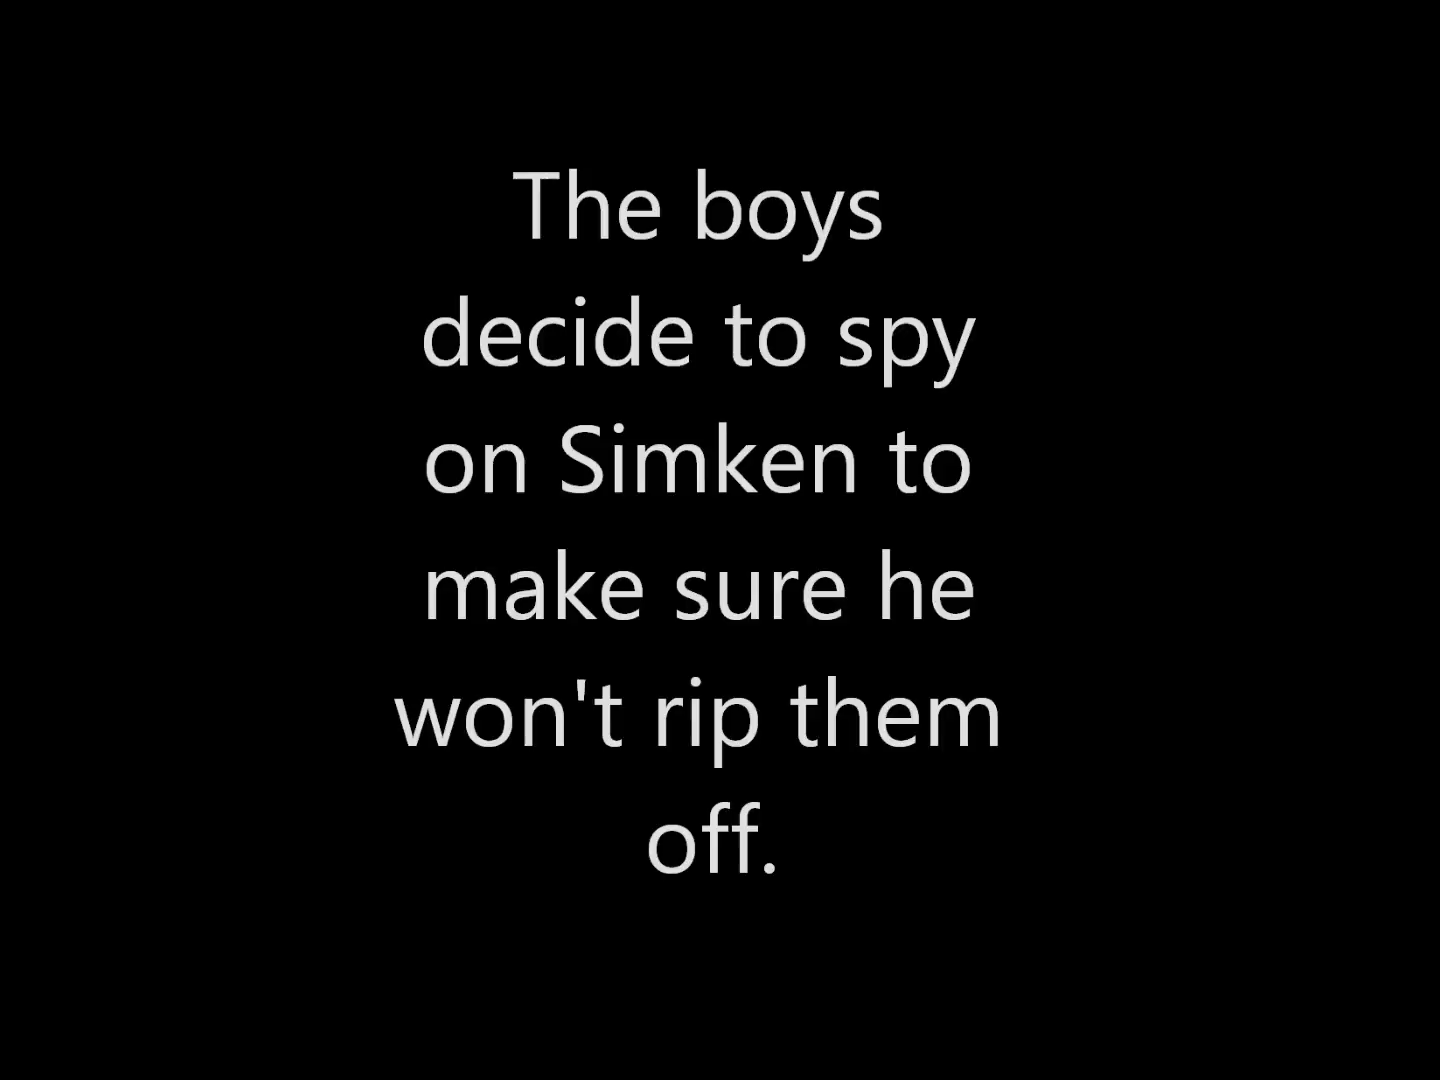 The boys
decide to spy
on Simken to
make sure he
won't rip them
off.